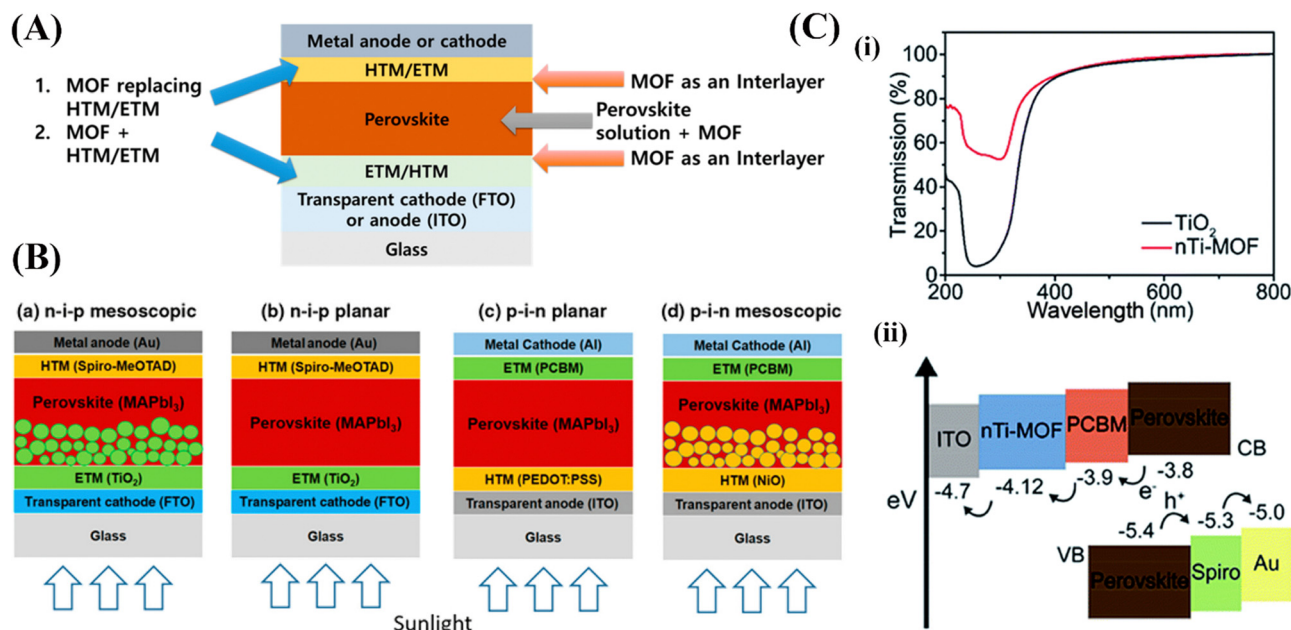 (A)
1. MOF replacing
HTM/ETM
2. MOF +
HTM/ETM
Metal anode or cathode
HTM/ETM
Perovskite
ETM/HTM
Transparent cathode (FTO)
or anode (ITO)
Glass
MOF as an Interlayer
Perovskite
solution + MOF
MOF as an Interlayer
(B)
(a) n-i-p mesoscopic
Metal anode (Au)
HTM (Spiro-MeOTAD)
Perovskite (MAPbI3)
ETM (TiO2)
Transparent cathode (FTO)
Glass
(b) n-i-p planar
Metal anode (Au)
HTM (Spiro-MeOTAD)
Perovskite (MAPbI3)
ETM (TiO2)
Transparent cathode (FTO)
Glass
(c) p-i-n planar
Metal Cathode (Al)
ETM (PCBM)
Perovskite (MAPbI3)
HTM (PEDOT:PSS)
Transparent anode (ITO)
Glass
(d) p-i-n mesoscopic
Metal Cathode (Al)
ETM (PCBM)
Perovskite (MAPbI3)
HTM (NiO)
Transparent anode (ITO)
Glass
Sunlight
(C)
(i)
Transmission (%)
100
80
60
40
20
0
TiO2
nTi-MOF
200
400
600
800
Wavelength (nm)
(ii)
eV
ITO
nTi-MOF
PCBM
Perovskite
CB
-4.7
-4.12
-3.9
e-
-3.8
h+
-5.4
-5.3
-5.0
VB
Perovskite
Spiro
Au